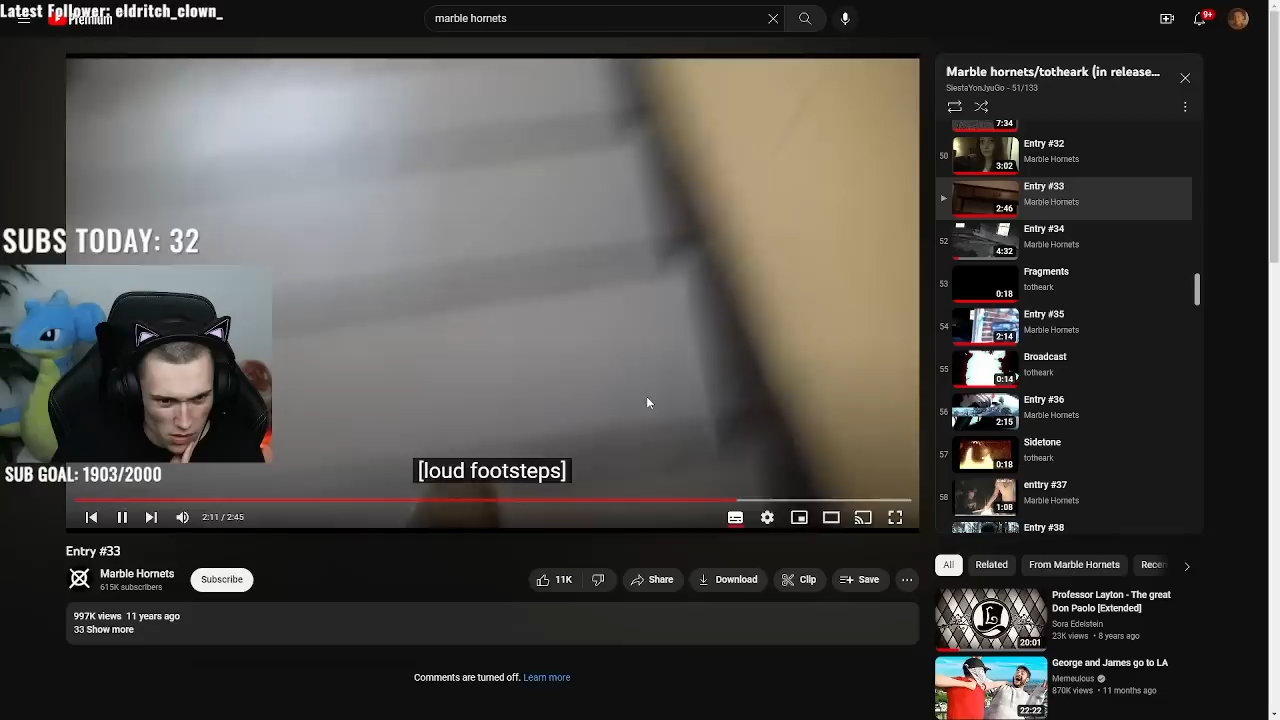 Latest Follower: eldritch_clown_
Premium
marble hornets
9+
SUBS TODAY: 32
SUB GOAL: 1903/2000
[loud footsteps]
2:11 / 2:45
Entry #33
Marble Hornets
615K subscribers
Subscribe
11K
Share
Download
Clip
Save
997K views 11 years ago
33 Show more
Comments are turned off. Learn more
Marble hornets/totheark (in release...
SiestaYonJyuGo - 51/133
7:34
50
3:02
Entry #32
Marble Hornets
2:46
Entry #33
Marble Hornets
52
4:32
Entry #34
Marble Hornets
53
0:18
Fragments
totheark
54
2:14
Entry #35
Marble Hornets
55
0:14
Broadcast
totheark
56
2:15
Entry #36
Marble Hornets
57
0:18
Sidetone
totheark
58
1:08
enttry #37
Marble Hornets
Entry #38
All
Related
From Marble Hornets
Recen
20:01
Professor Layton - The great
Don Paolo [Extended]
Sora Edelstein
23K views • 8 years ago
22:22
George and James go to LA
Memeulous
870K views • 11 months ago